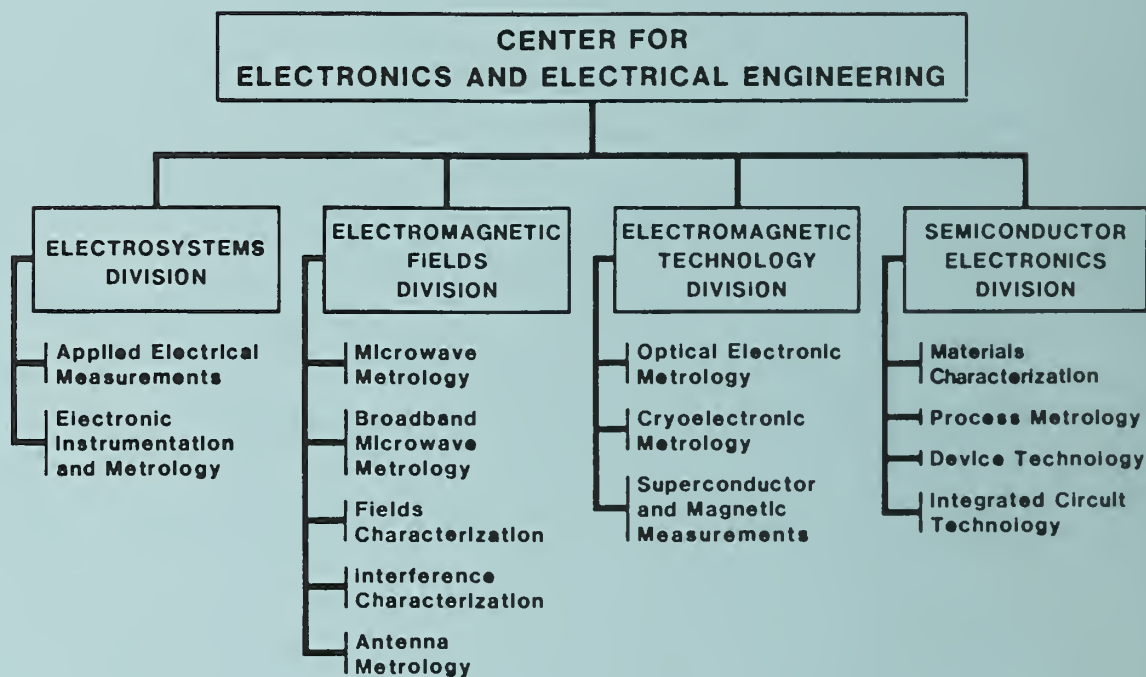 CENTER FOR
ELECTRONICS AND ELECTRICAL ENGINEERING
ELECTROSYSTEMS
DIVISION
Applied Electrical
Measurements
Electronic
Instrumentation
and Metrology
ELECTROMAGNETIC
FIELDS
DIVISION
Microwave
Metrology
Broadband
Microwave
Metrology
Fields
Characterization
Interference
Characterization
Antenna
Metrology
ELECTROMAGNETIC
TECHNOLOGY
DIVISION
Optical Electronic
Metrology
Cryoelectronic
Metrology
Superconductor
and Magnetic
Measurements
SEMICONDUCTOR
ELECTRONICS
DIVISION
Materials
Characterization
Process Metrology
Device Technology
Integrated Circuit
Technology